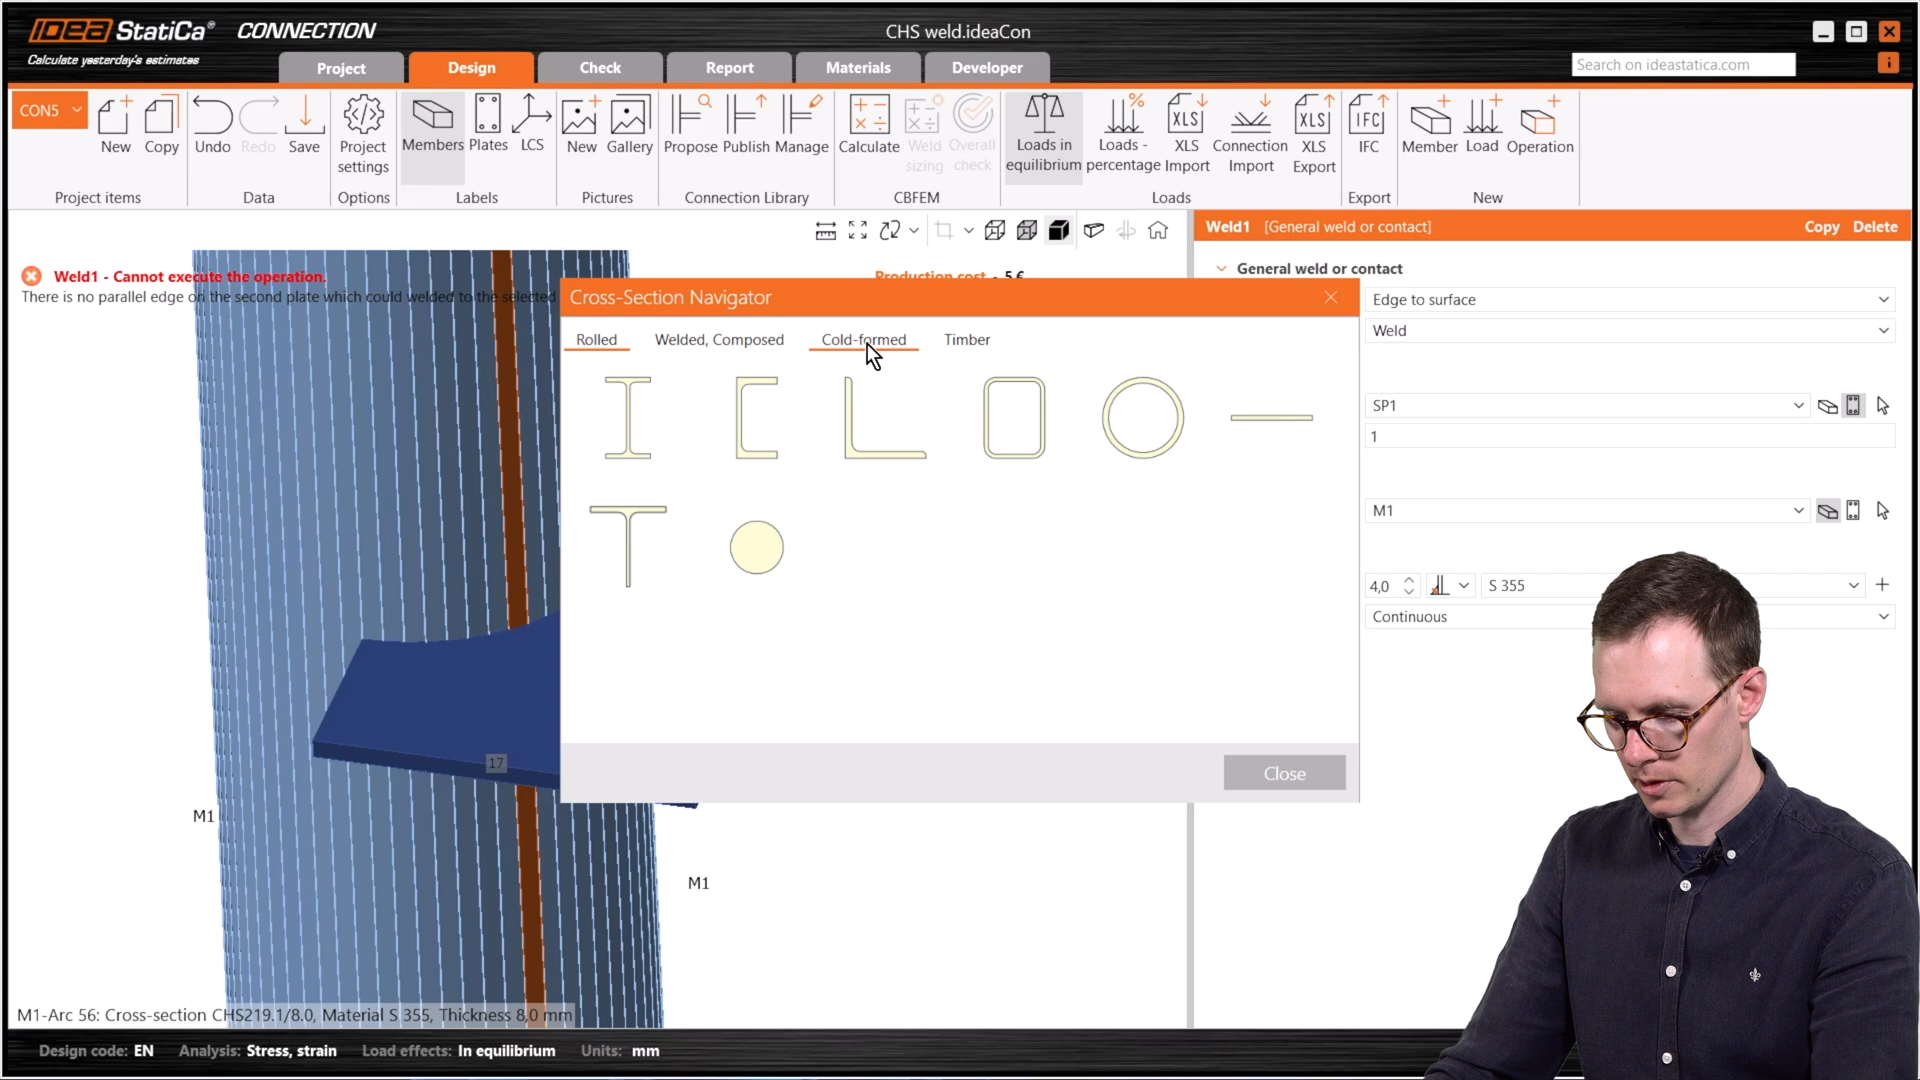 IDEA StatiCa® CONNECTION
Calculate yesterday's estimates
CHS weld.ideaCon
Project
Design
Check
Report
Materials
Developer
Search on ideastatica.com
i
CON5
New
Copy
Undo
Redo
Save
Project settings
Members
Plates
LCS
New
Gallery
Propose
Publish
Manage
Calculate
Weld sizing
Overall check
Loads in equilibrium
Loads - percentage
XLS Import
Connection Import
XLS Export
IFC
Member
Load
Operation
XLS
XLS
IFC
Project items
Data
Options
Labels
Pictures
Connection Library
CBFEM
Loads
Export
New
Weld1 [General weld or contact]
Copy
Delete
Weld1 - Cannot execute the operation.
There is no parallel edge on the second plate which could welded to the selected
Production cost - 5 €
General weld or contact
Edge to surface
Weld
SP1
1
M1
4,0
S 355
Continuous
Cross-Section Navigator
Rolled
Welded, Composed
Cold-formed
Timber
Close
17
M1
M1
M1-Arc 56: Cross-section CHS219.1/8.0, Material S 355, Thickness 8,0 mm
Design code: EN
Analysis: Stress, strain
Load effects: In equilibrium
Units: mm